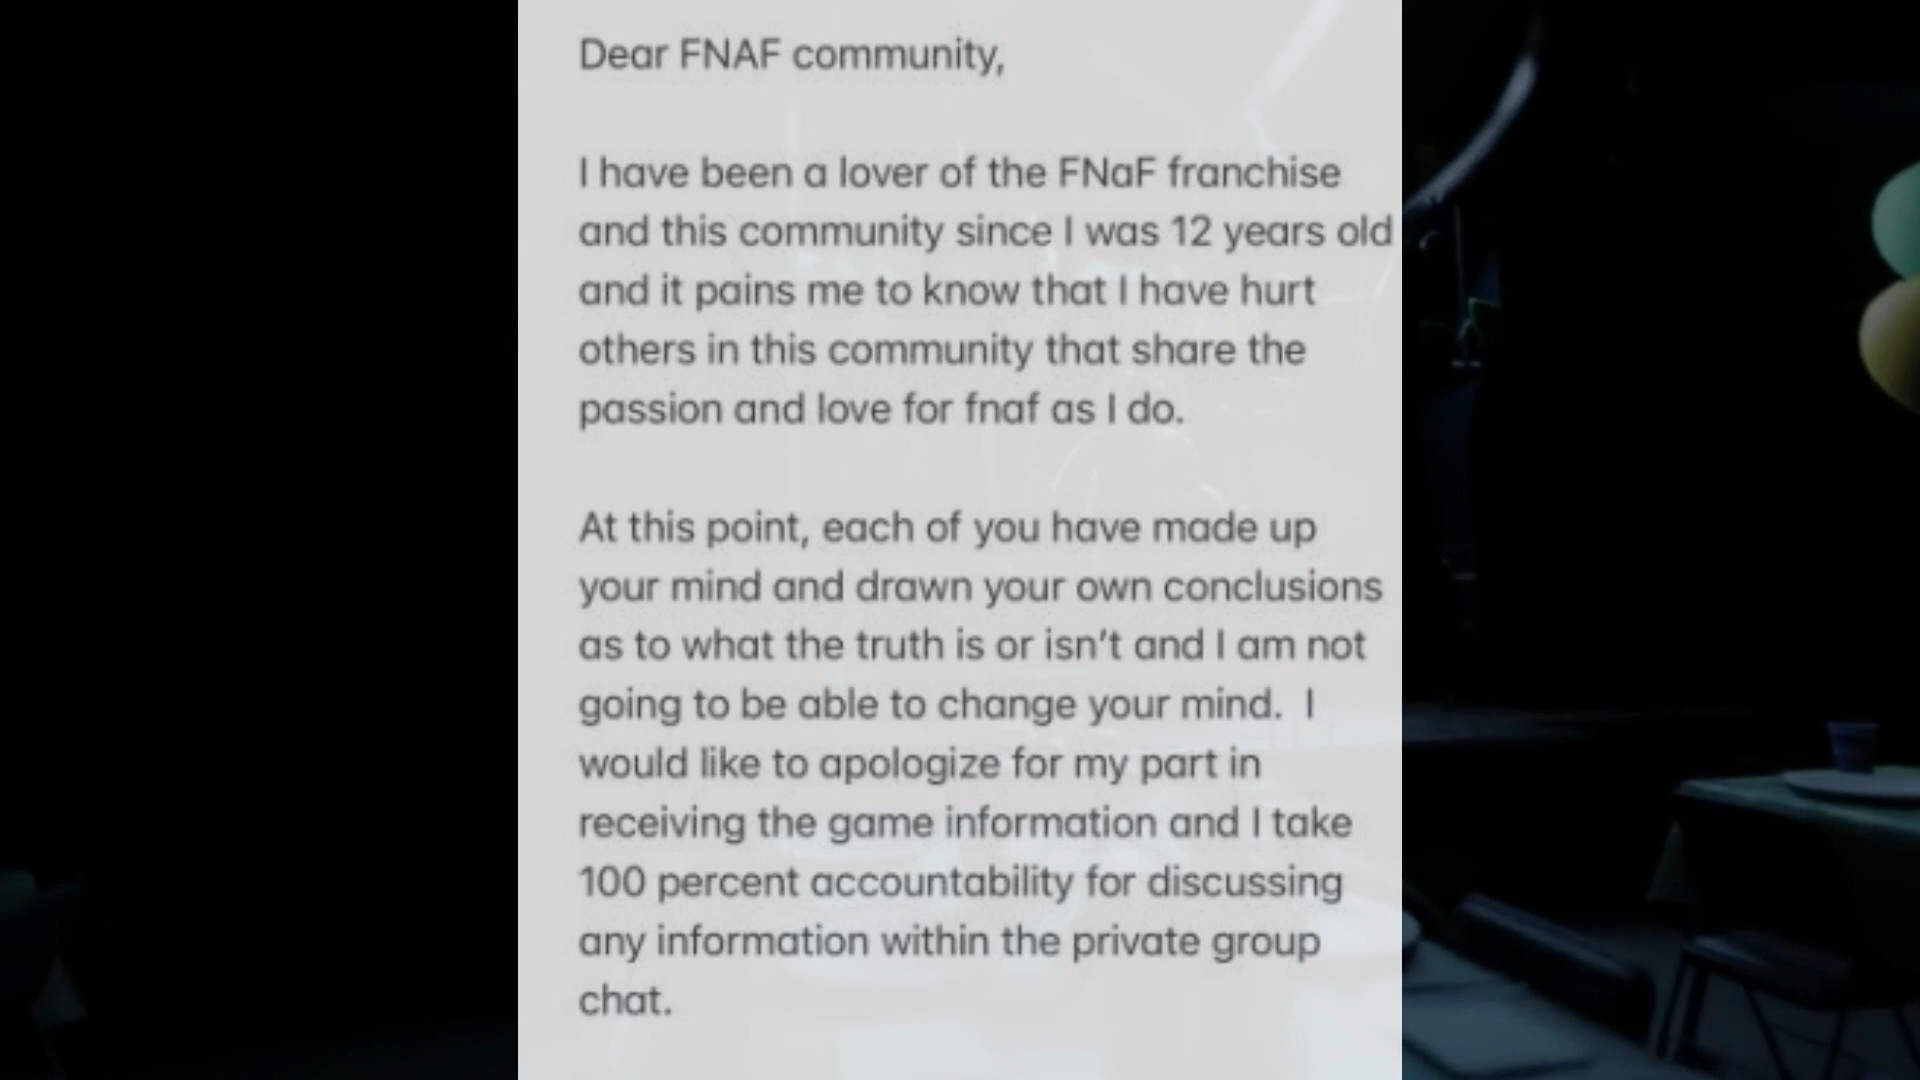 Dear FNAF community,
I have been a lover of the FNaF franchise
and this community since I was 12 years old
and it pains me to know that I have hurt
others in this community that share the
passion and love for fnaf as I do.
At this point, each of you have made up
your mind and drawn your own conclusions
as to what the truth is or isn't and I am not
going to be able to change your mind.  I
would like to apologize for my part in
receiving the game information and I take
100 percent accountability for discussing
any information within the private group
chat.